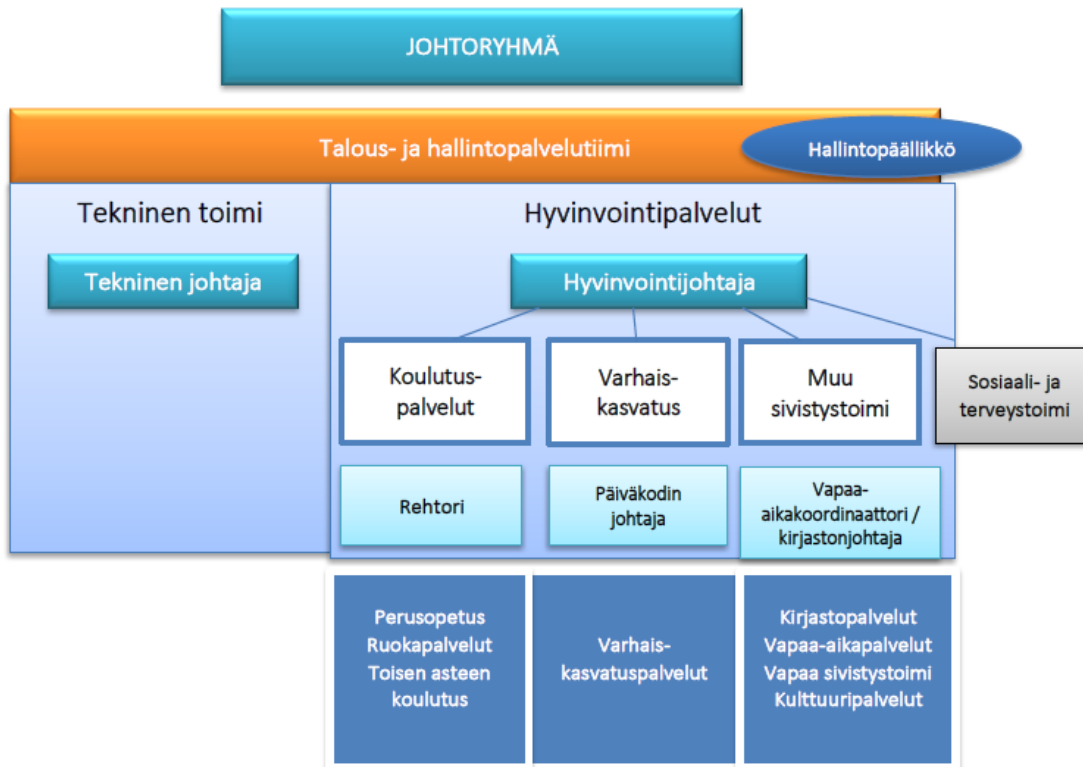 JOHTORYHMÄ
Talous- ja hallintopalvelutiimi
Hallintopäällikkö
Tekninen toimi
Hyvinvointipalvelut
Tekninen johtaja
Hyvinvointijohtaja
Koulutus-
palvelut
Varhais-
kasvatus
Muu
sivistystoimi
Sosiaali- ja
terveystoimi
Rehtori
Päiväkodin
johtaja
Vapaa-
aikakoordinaattori /
kirjastonjohtaja
Perusopetus
Ruokapalvelut
Toisen asteen
koulutus
Varhais-
kasvatuspalvelut
Kirjastopalvelut
Vapaa-aikapalvelut
Vapaa sivistystoimi
Kulttuuripalvelut